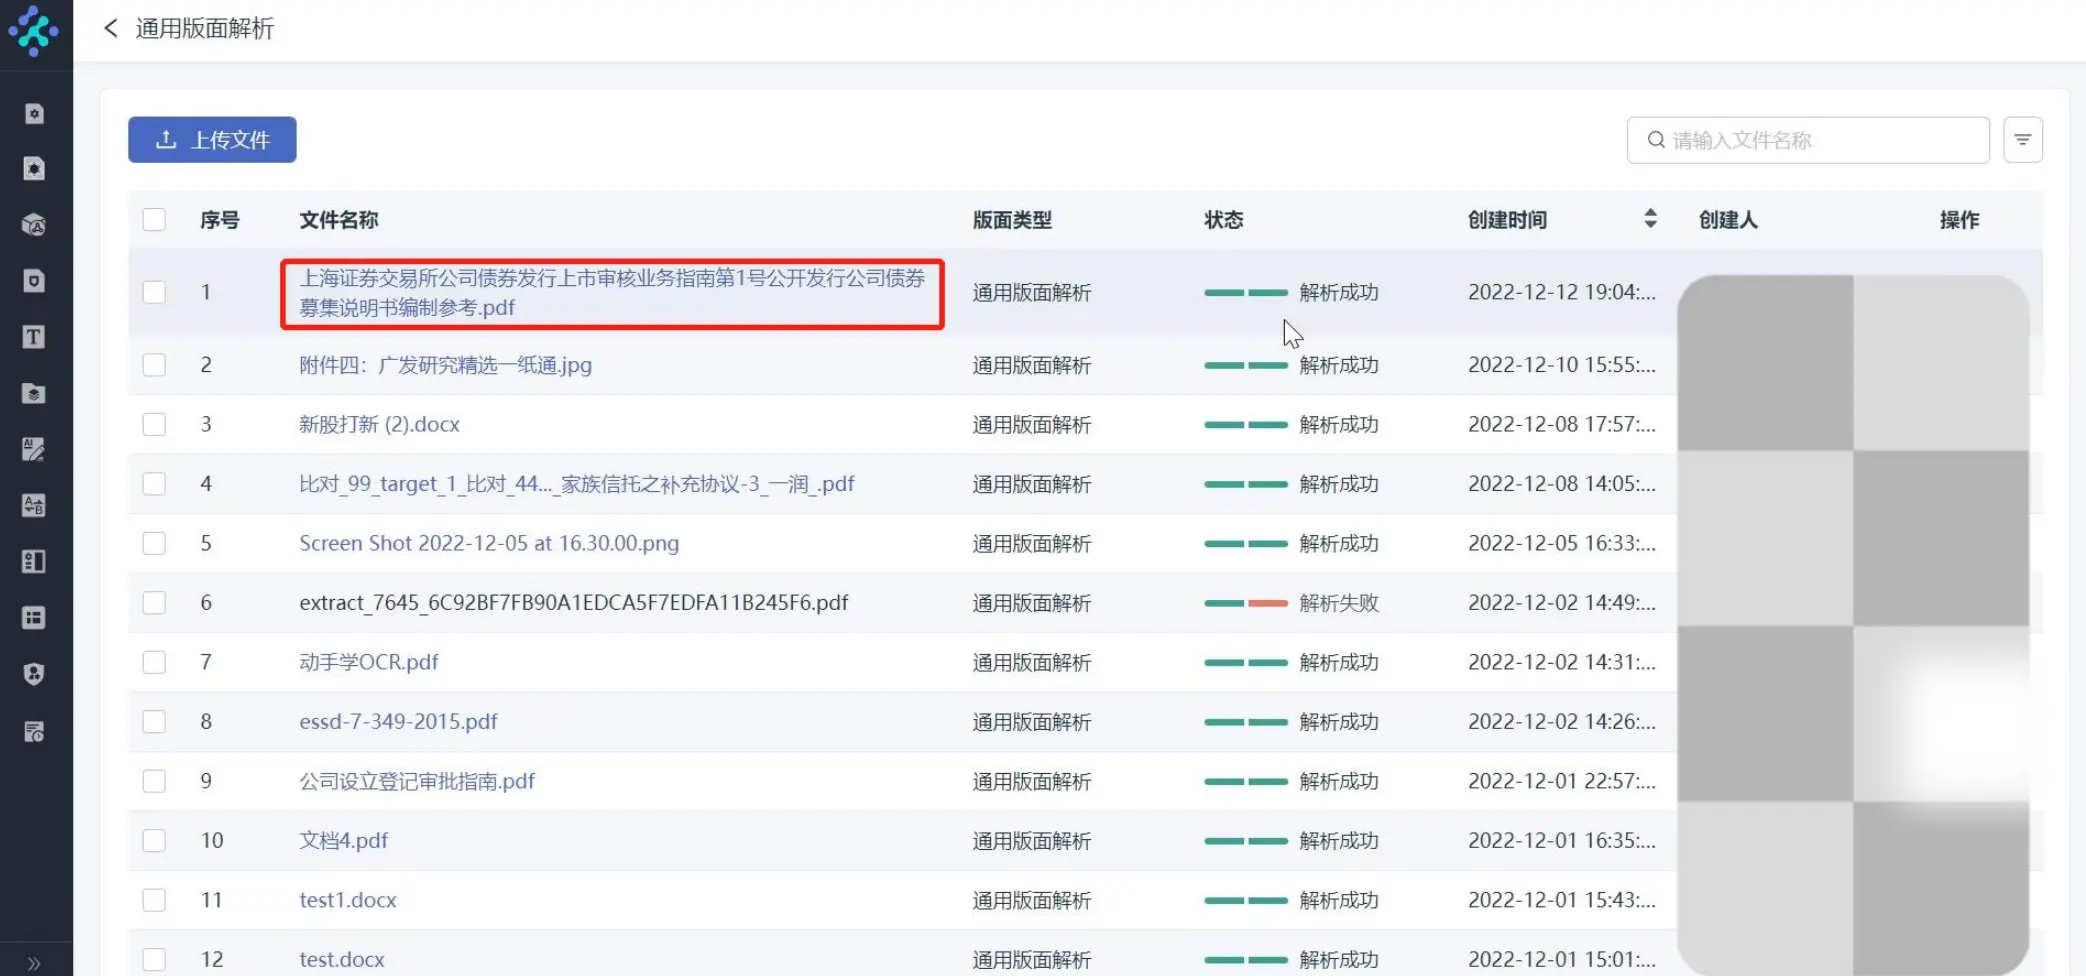 通用版面解析
上传文件
请输入文件名称
序号 文件名称 版面类型 状态 创建时间 创建人 操作
1 上海证券交易所公司债券发行上市审核业务指南第1号公开发行公司债券
募集说明书编制参考.pdf 通用版面解析 解析成功 2022-12-12 19:04:...
2 附件四：广发研究精选一纸通.jpg 通用版面解析 解析成功 2022-12-10 15:55:...
3 新股打新 (2).docx 通用版面解析 解析成功 2022-12-08 17:57:...
4 比对_99_target_1_比对_44..._家族信托之补充协议-3_一润_.pdf 通用版面解析 解析成功 2022-12-08 14:05:...
5 Screen Shot 2022-12-05 at 16.30.00.png 通用版面解析 解析成功 2022-12-05 16:33:...
6 extract_7645_6C92BF7FB90A1EDCA5F7EDFA11B245F6.pdf 通用版面解析 解析失败 2022-12-02 14:49:...
7 动手学OCR.pdf 通用版面解析 解析成功 2022-12-02 14:31:...
8 essd-7-349-2015.pdf 通用版面解析 解析成功 2022-12-02 14:26:...
9 公司设立登记审批指南.pdf 通用版面解析 解析成功 2022-12-01 22:57:...
10 文档4.pdf 通用版面解析 解析成功 2022-12-01 16:35:...
11 test1.docx 通用版面解析 解析成功 2022-12-01 15:43:...
12 test.docx 通用版面解析 解析成功 2022-12-01 15:01:...